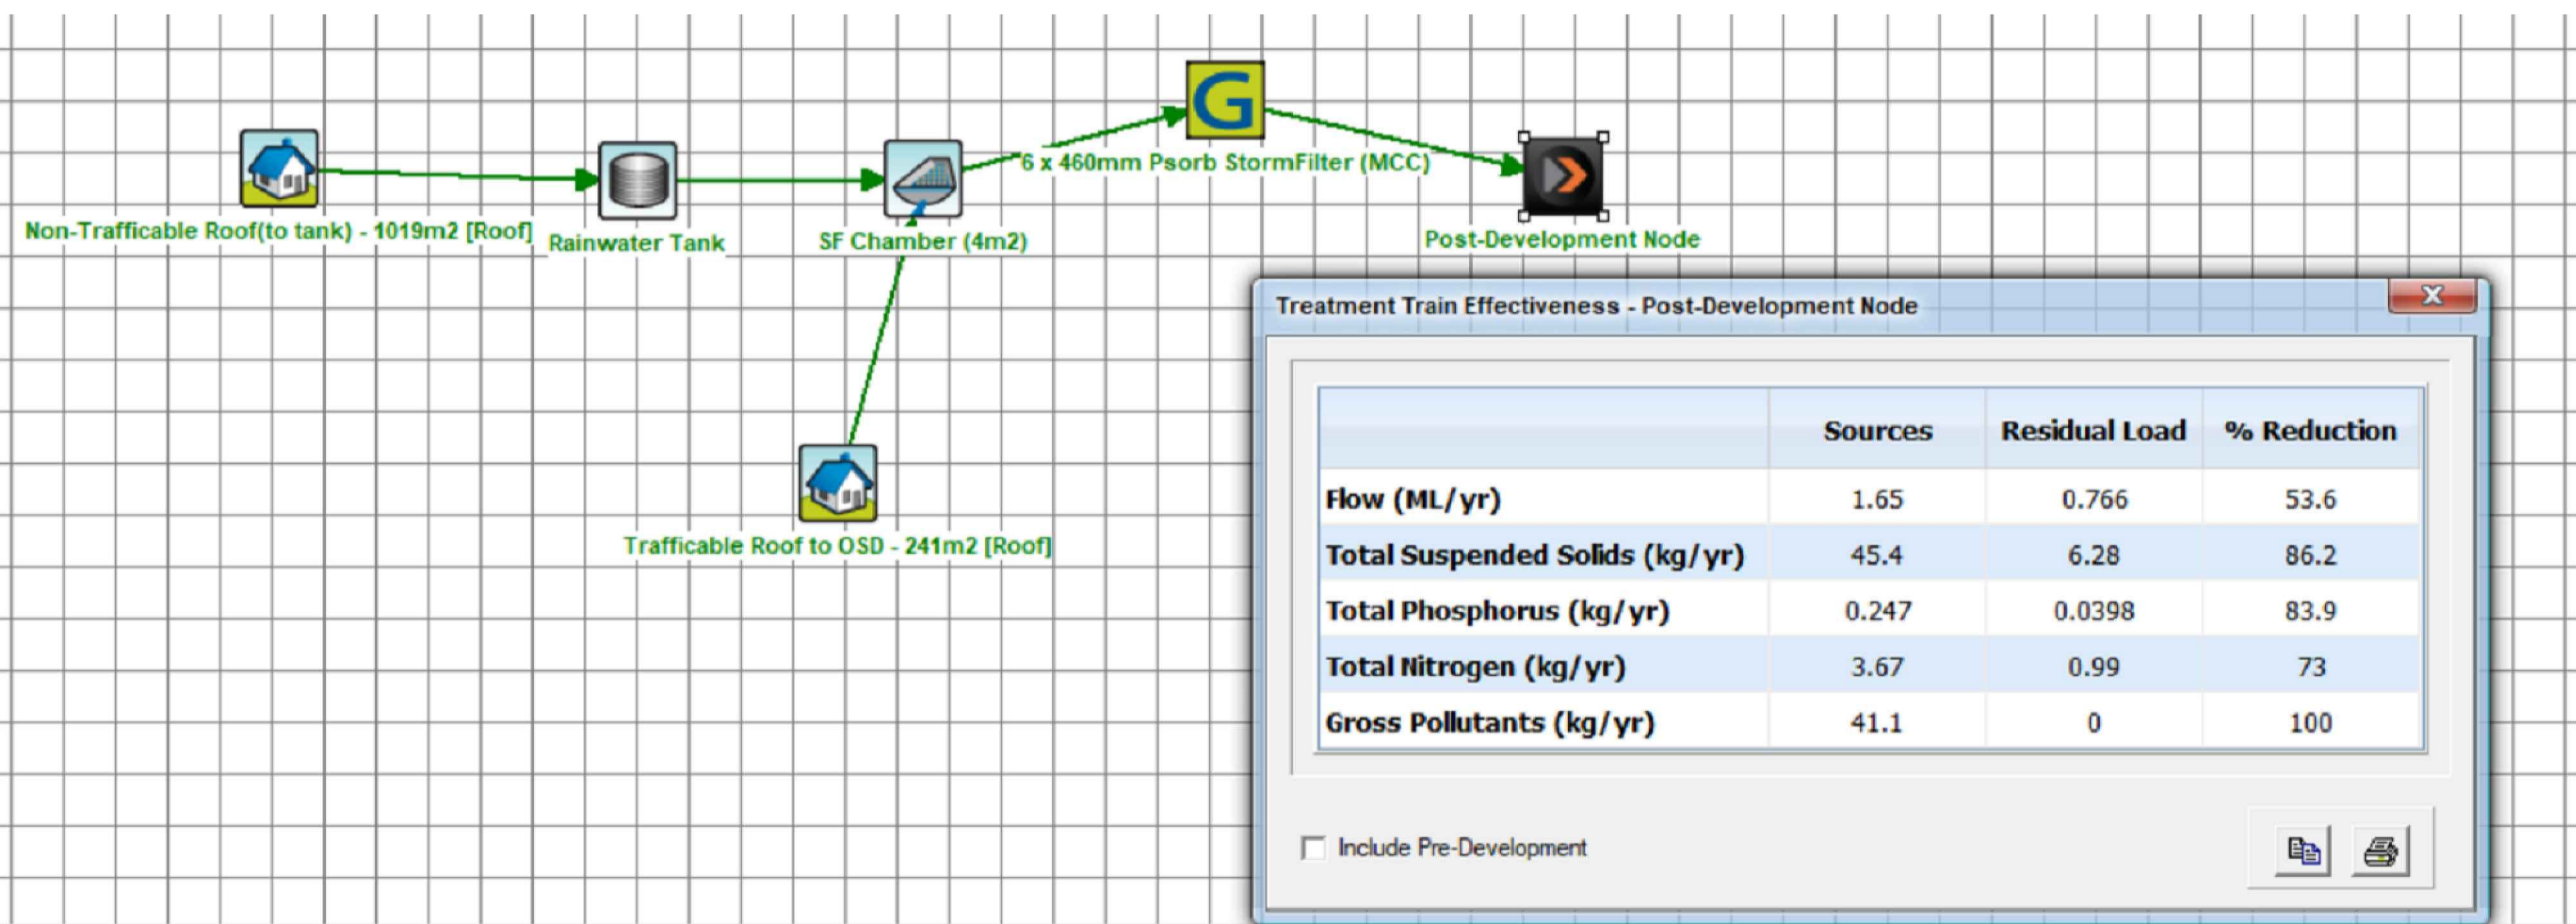 G
6 x 460mm Psorb StormFilter (MCC)
Non-Trafficable Roof(to tank) - 1019m2 [Roof]
Rainwater Tank
SF Chamber (4m2)
Post-Development Node
Trafficable Roof to OSD - 241m2 [Roof]
Treatment Train Effectiveness - Post-Development Node
X
Sources Residual Load % Reduction
Flow (ML/yr) 1.65 0.766 53.6
Total Suspended Solids (kg/yr) 45.4 6.28 86.2
Total Phosphorus (kg/yr) 0.247 0.0398 83.9
Total Nitrogen (kg/yr) 3.67 0.99 73
Gross Pollutants (kg/yr) 41.1 0 100
Include Pre-Development